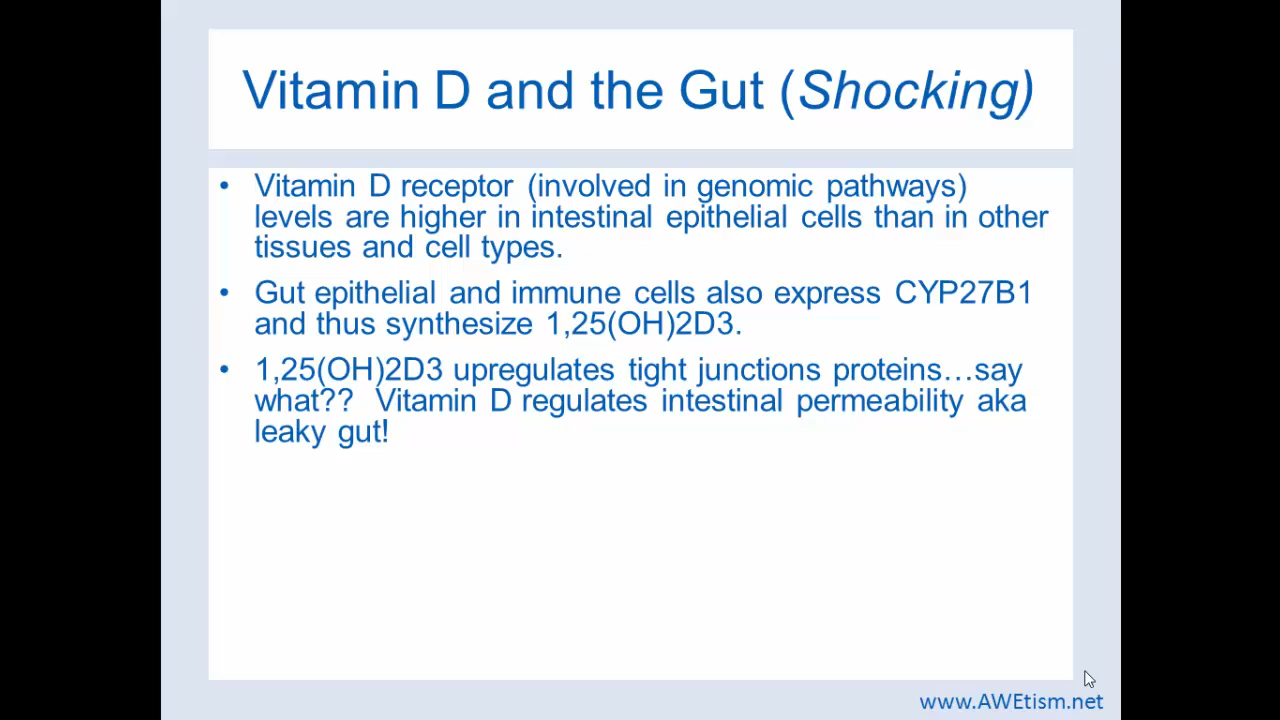 Vitamin D and the Gut (Shocking)
• Vitamin D receptor (involved in genomic pathways)
levels are higher in intestinal epithelial cells than in other
tissues and cell types.
• Gut epithelial and immune cells also express CYP27B1
and thus synthesize 1,25(OH)2D3.
• 1,25(OH)2D3 upregulates tight junctions proteins…say
what?? Vitamin D regulates intestinal permeability aka
leaky gut!
www.AWEtism.net